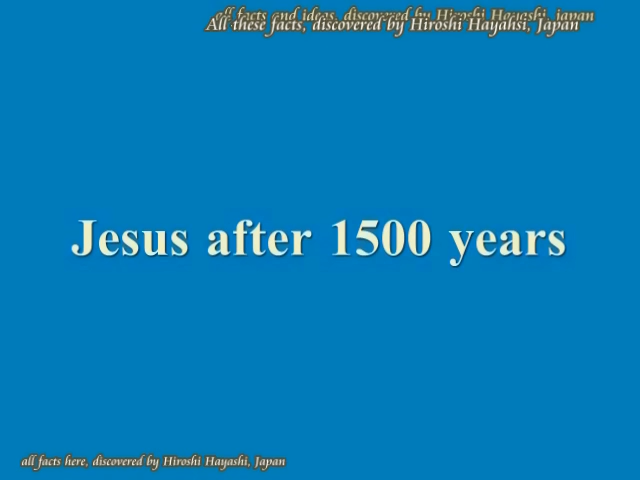 all facts and ideas, discovered by Hiroshi Hayashi, japan
All these facts, discovered by Hiroshi Hayahsi, Japan
Jesus after 1500 years
all facts here, discovered by Hiroshi Hayashi, Japan